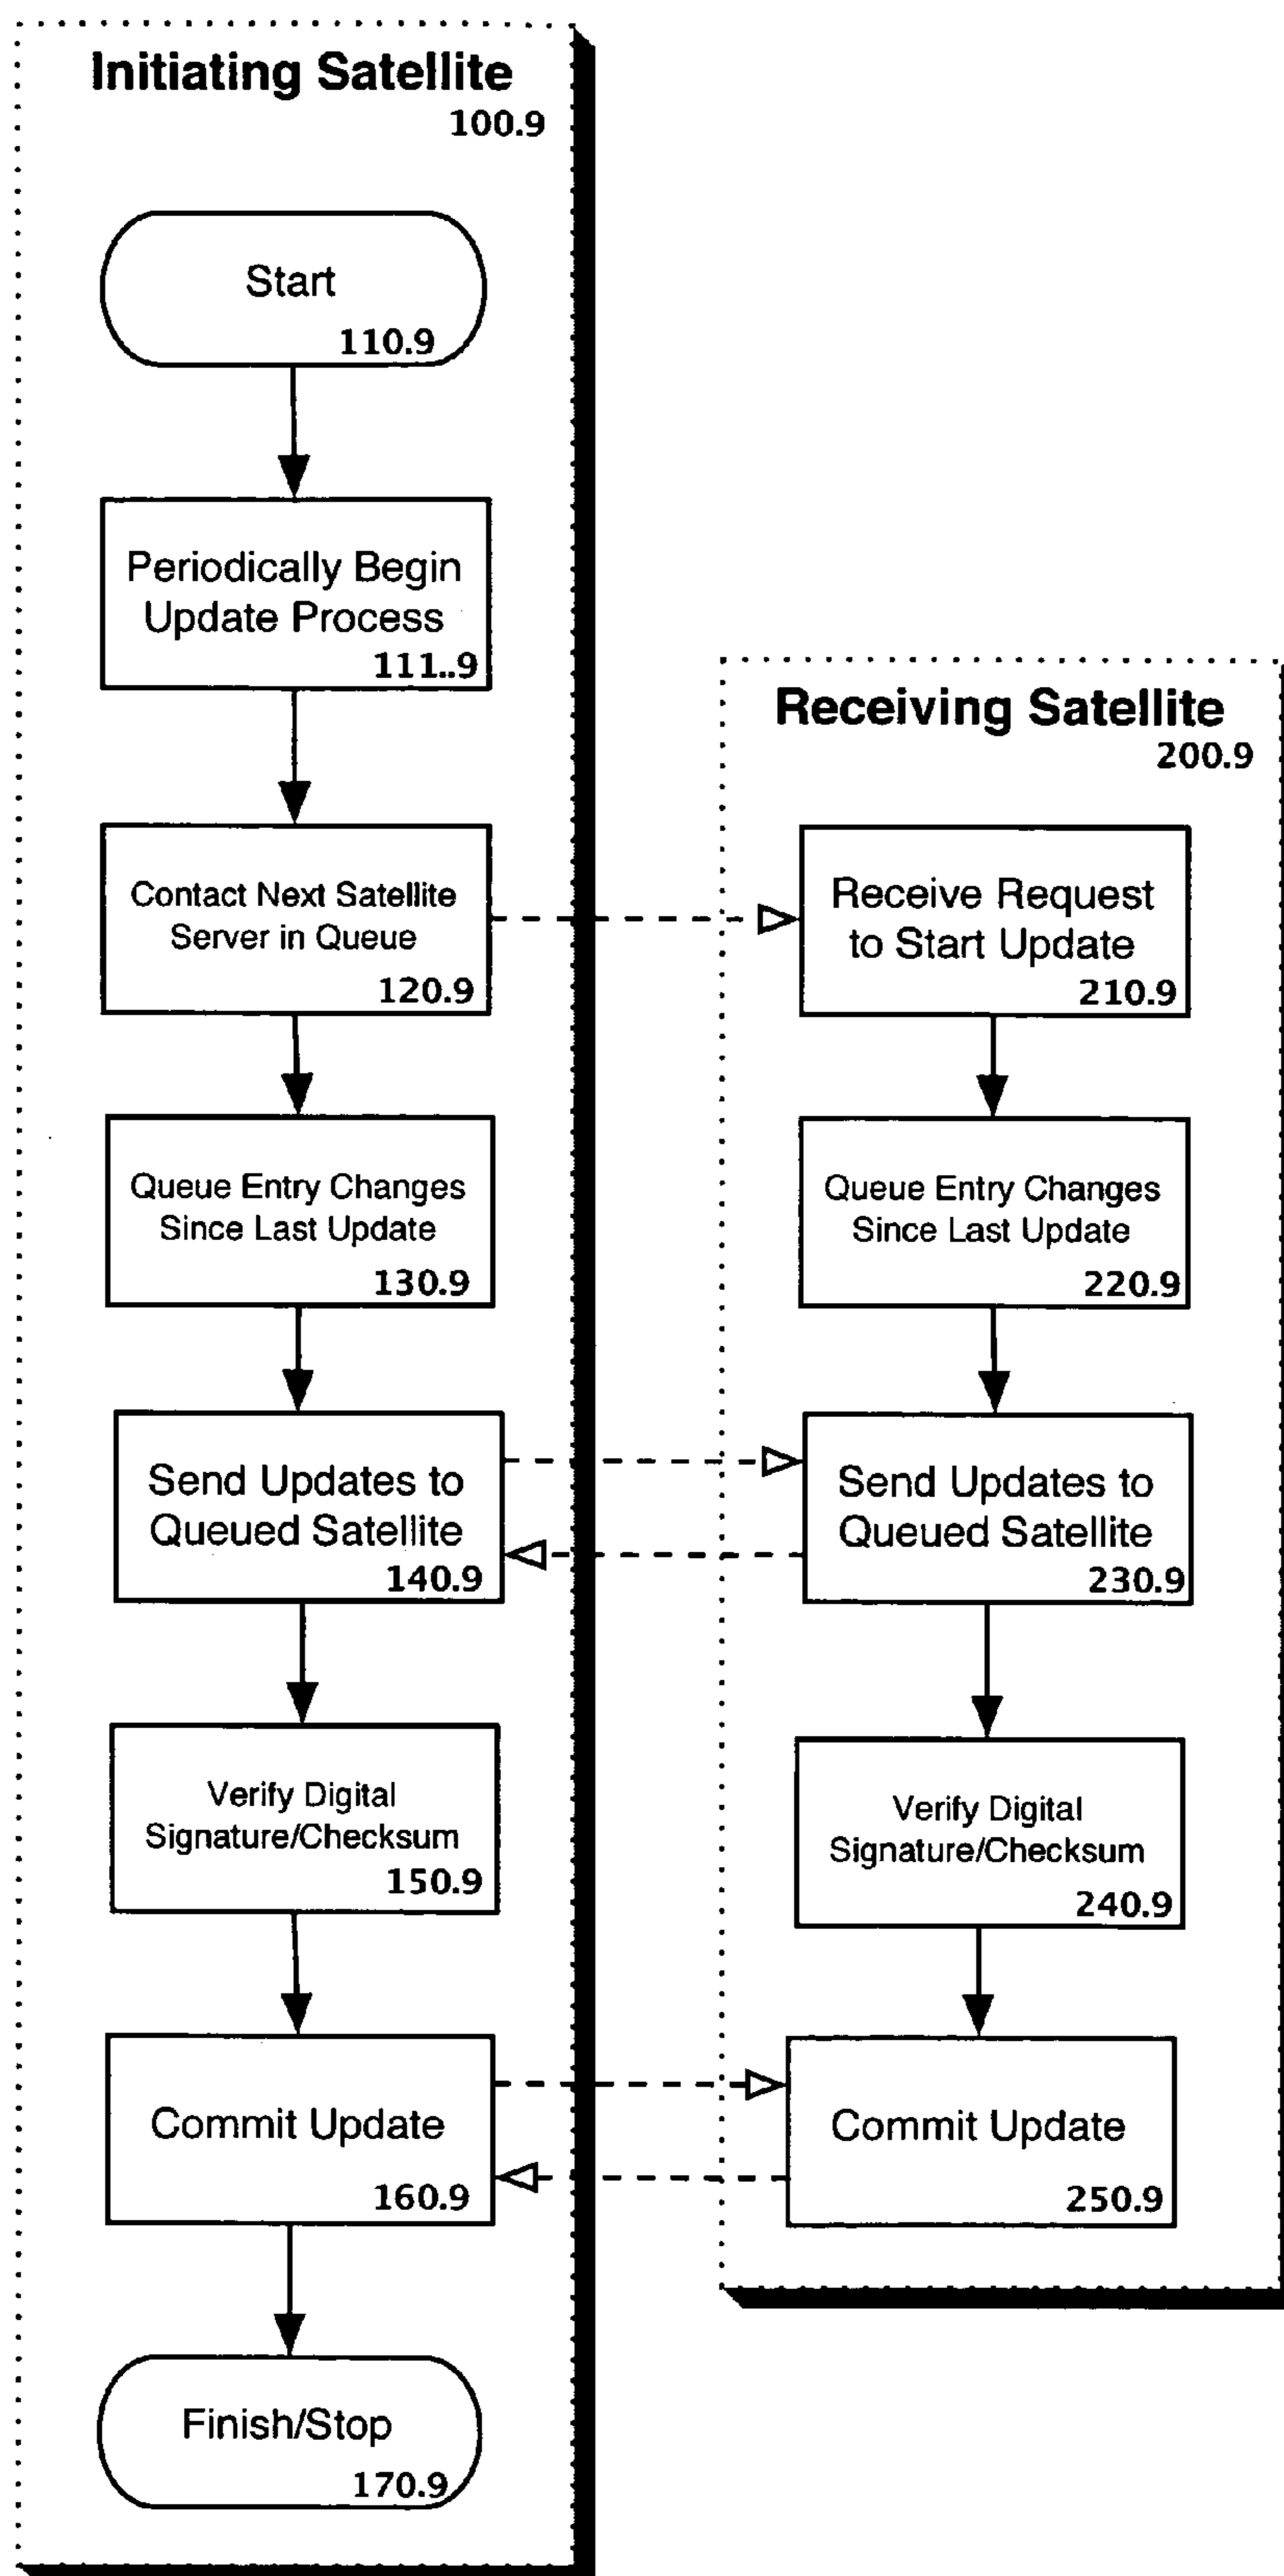 Initiating Satellite
100.9
Start
110.9
Periodically Begin
Update Process
111..9
Contact Next Satellite
Server in Queue
120.9
Queue Entry Changes
Since Last Update
130.9
Send Updates to
Queued Satellite
140.9
Verify Digital
Signature/Checksum
150.9
Commit Update
160.9
Finish/Stop
170.9
Receiving Satellite
200.9
Receive Request
to Start Update
210.9
Queue Entry Changes
Since Last Update
220.9
Send Updates to
Queued Satellite
230.9
Verify Digital
Signature/Checksum
240.9
Commit Update
250.9